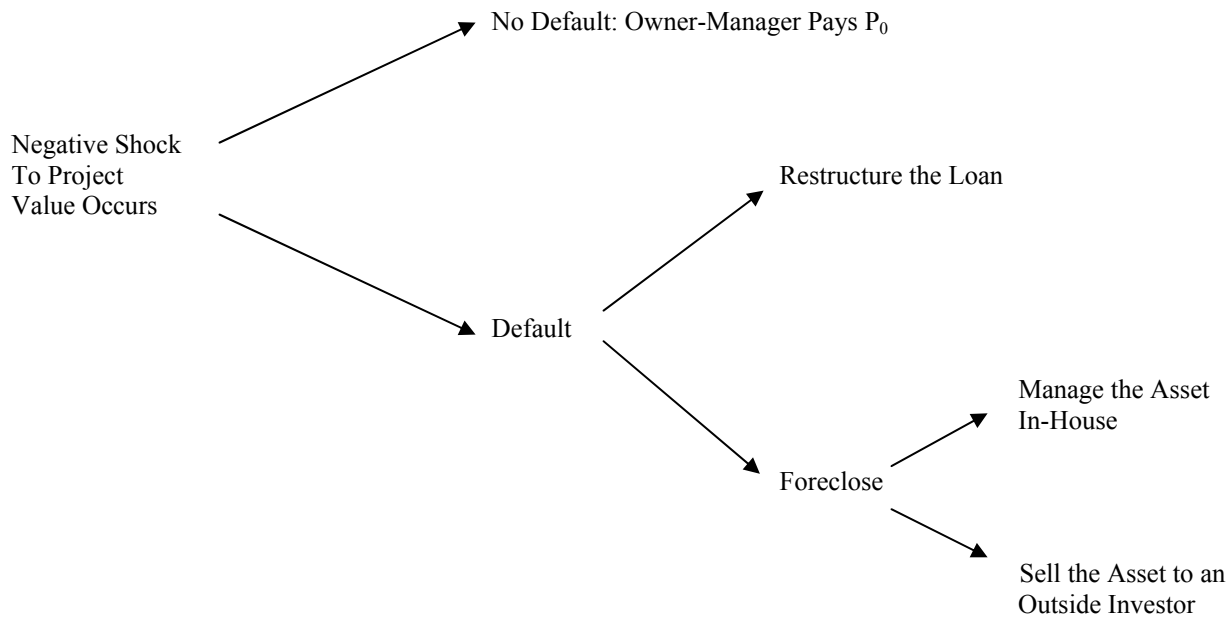 No Default: Owner-Manager Pays P₀
Negative Shock
To Project
Value Occurs
Restructure the Loan
Default
Manage the Asset
In-House
Foreclose
Sell the Asset to an
Outside Investor